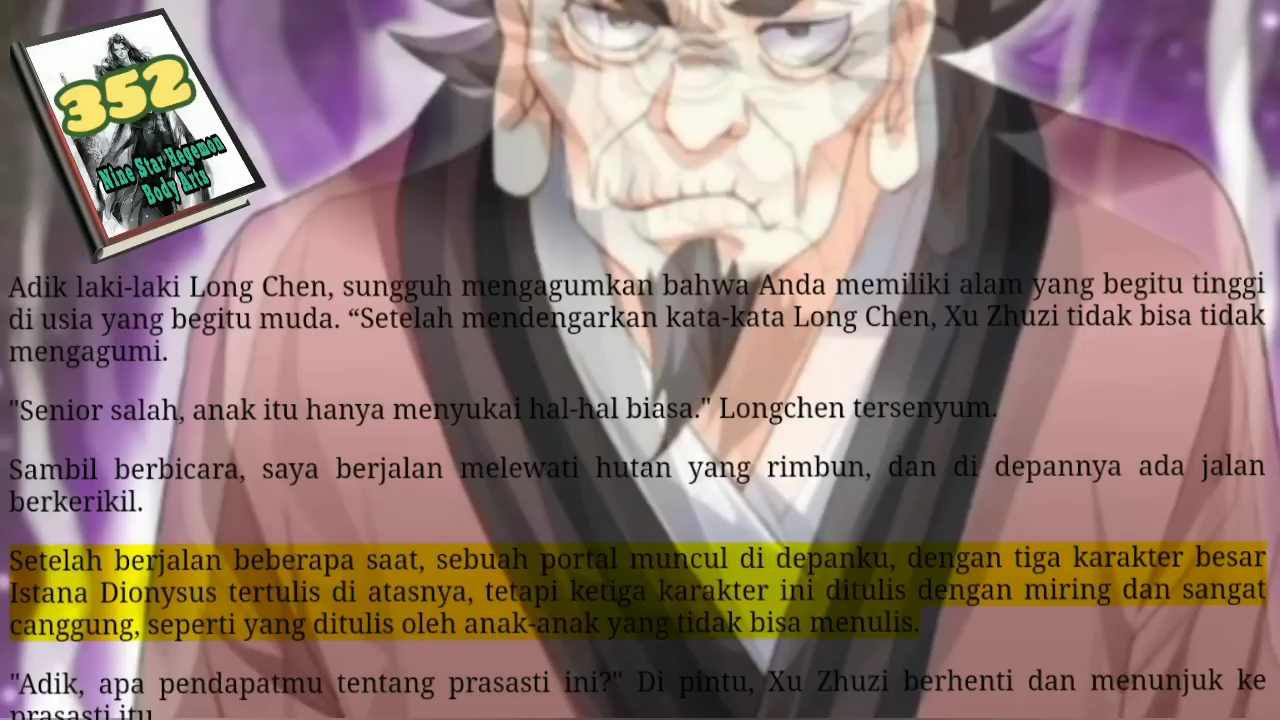 352
Nine Star Hegemon
Body Arts
Adik laki-laki Long Chen, sungguh mengagumkan bahwa Anda memiliki alam yang begitu tinggi
di usia yang begitu muda. “Setelah mendengarkan kata-kata Long Chen, Xu Zhuzi tidak bisa tidak
mengagumi.
"Senior salah, anak itu hanya menyukai hal-hal biasa." Longchen tersenyum.
Sambil berbicara, saya berjalan melewati hutan yang rimbun, dan di depannya ada jalan
berkerikil.
Setelah berjalan beberapa saat, sebuah portal muncul di depanku, dengan tiga karakter besar
Istana Dionysus tertulis di atasnya, tetapi ketiga karakter ini ditulis dengan miring dan sangat
canggung, seperti yang ditulis oleh anak-anak yang tidak bisa menulis.
"Adik, apa pendapatmu tentang prasasti ini?" Di pintu, Xu Zhuzi berhenti dan menunjuk ke
prasasti itu